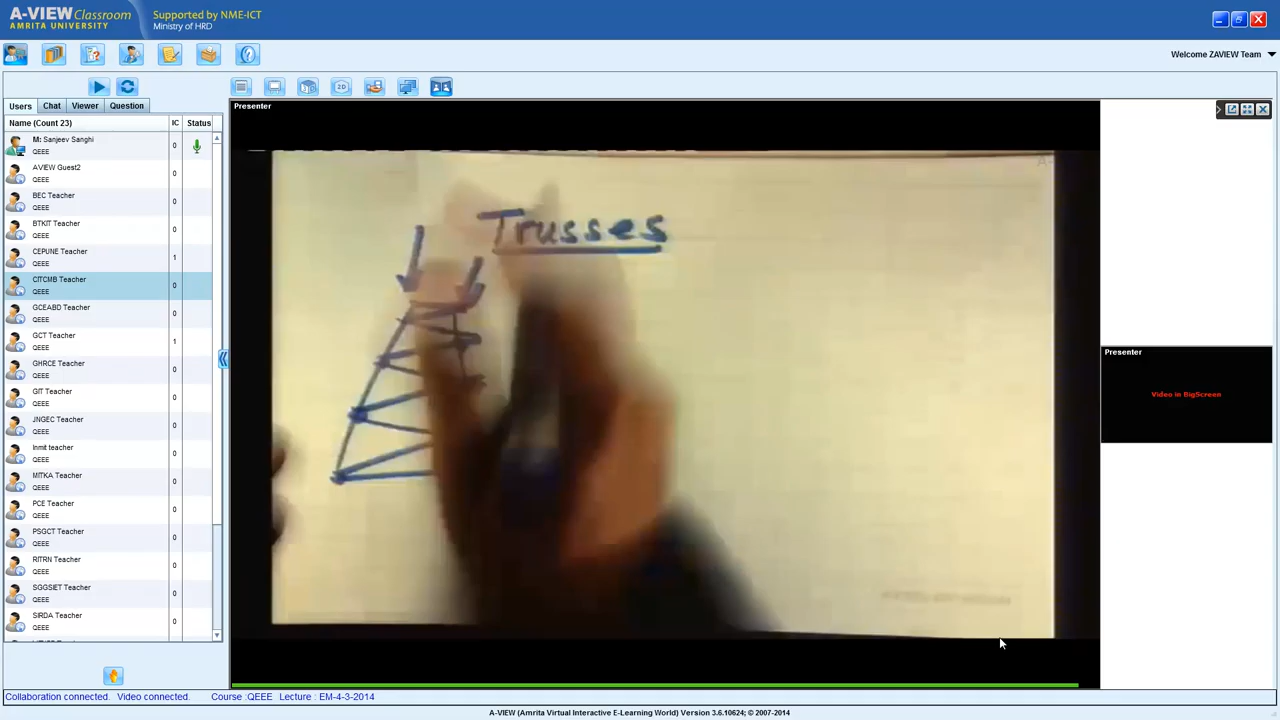 A-VIEW Classroom
AMRITA UNIVERSITY
Supported by NME-ICT
Ministry of HRD
Welcome ZAVIEW Team
2D
Users
Chat
Viewer
Question
Name (Count 23)
IC
Status
M: Sanjeev Sanghi
QEEE
0
AVIEW Guest2
QEEE
0
BEC Teacher
QEEE
0
BTKIT Teacher
QEEE
0
CEPUNE Teacher
QEEE
1
CITCMB Teacher
QEEE
0
GCEABD Teacher
QEEE
0
GCT Teacher
QEEE
1
GHRCE Teacher
QEEE
0
GIT Teacher
QEEE
0
JNGEC Teacher
QEEE
0
Inmit teacher
QEEE
0
MITKA Teacher
QEEE
0
PCE Teacher
QEEE
0
PSGCT Teacher
QEEE
0
RITRN Teacher
QEEE
0
SGGSIET Teacher
QEEE
0
SIRDA Teacher
QEEE
0
Presenter
Trusses
Presenter
Video in BigScreen
Collaboration connected. Video connected. Course :QEEE Lecture : EM-4-3-2014
A-VIEW (Amrita Virtual Interactive E-Learning World) Version 3.6.10624; © 2007-2014